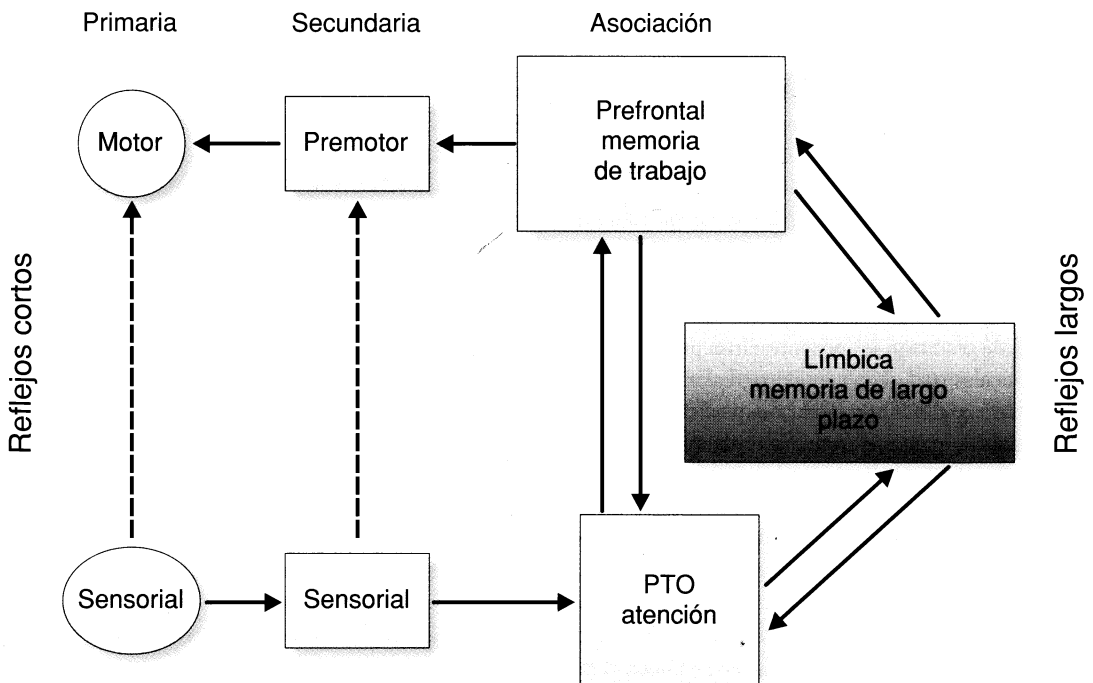 Primaria
Secundaria
Asociación
Motor
Premotor
Prefrontal
memoria
de trabajo
Reflejos cortos
Límbica
memoria de largo
plazo
Reflejos largos
Sensorial
Sensorial
PTO
atención